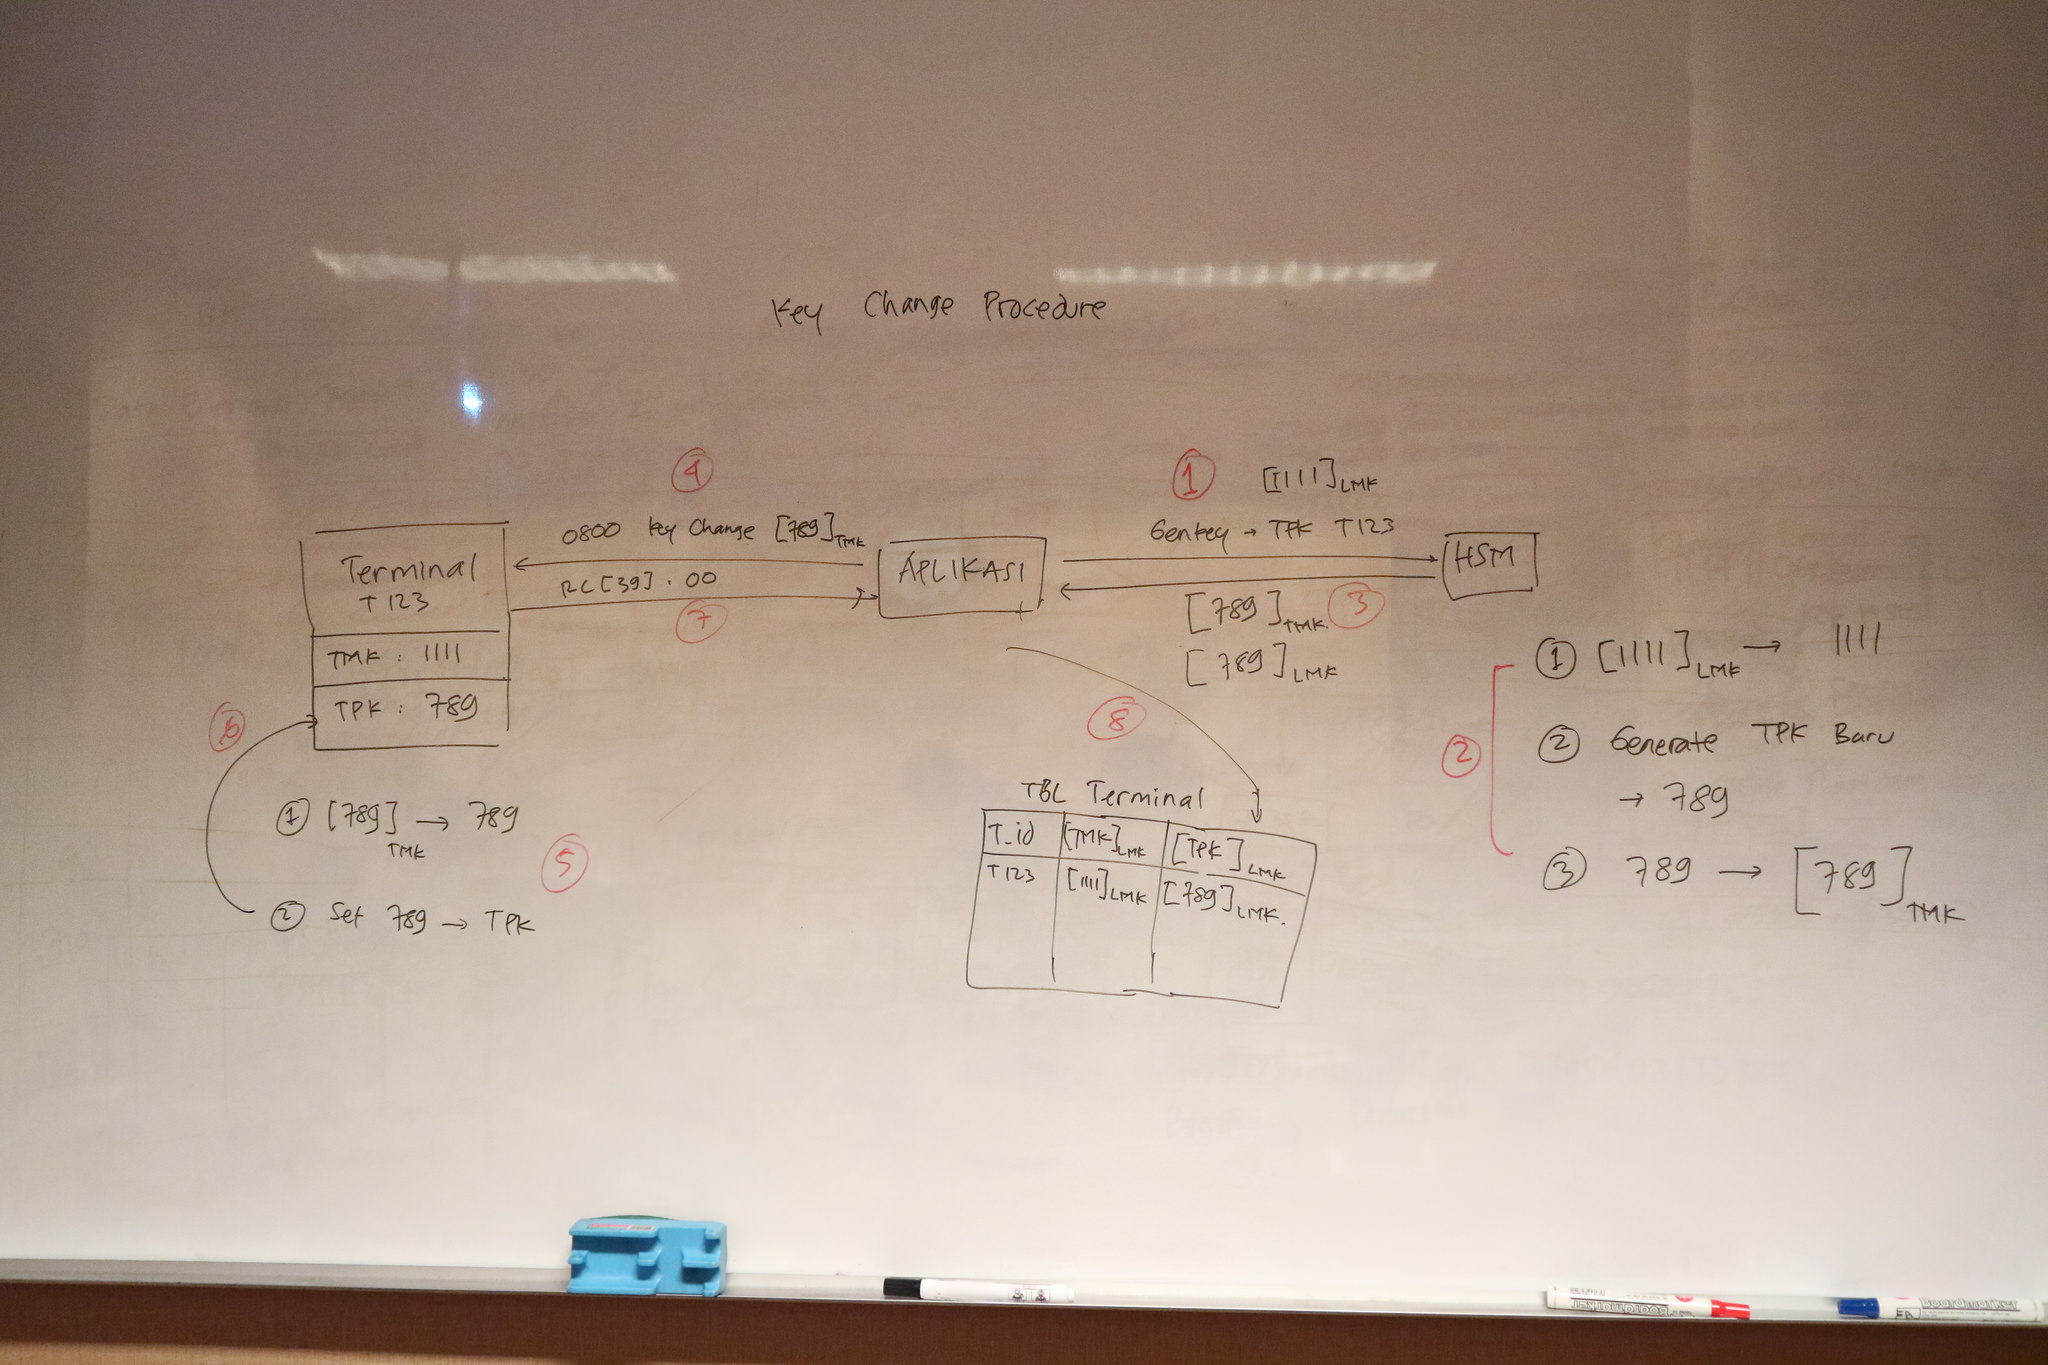 Key Change Procedure
4
0800 Key Change [789]TMK
RC [39] . 00
7
1
[1111]LMK
Genkey → TPK T123
Terminal
T123
TMK : 1111
TPK : 789
APLIKASI
HSM
[789]TMK.
3
[789]LMK
6
1 [789]TMK → 789
5
2 Set 789 → TPK
8
TBL Terminal
T_id [TMK]LMK [TPK]LMK
T123 [1111]LMK [789]LMK.
2
1 [1111]LMK → 1111
2 Generate TPK Baru
→ 789
3 789 → [789]TMK
Boardmarker